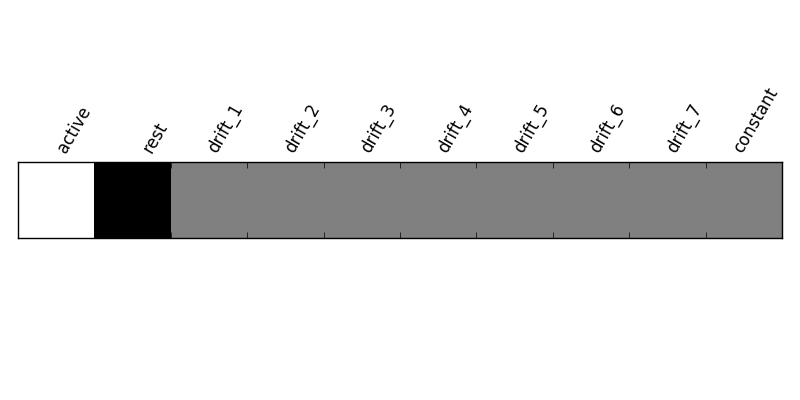 active
rest
drift_1
drift_2
drift_3
drift_4
drift_5
drift_6
drift_7
constant